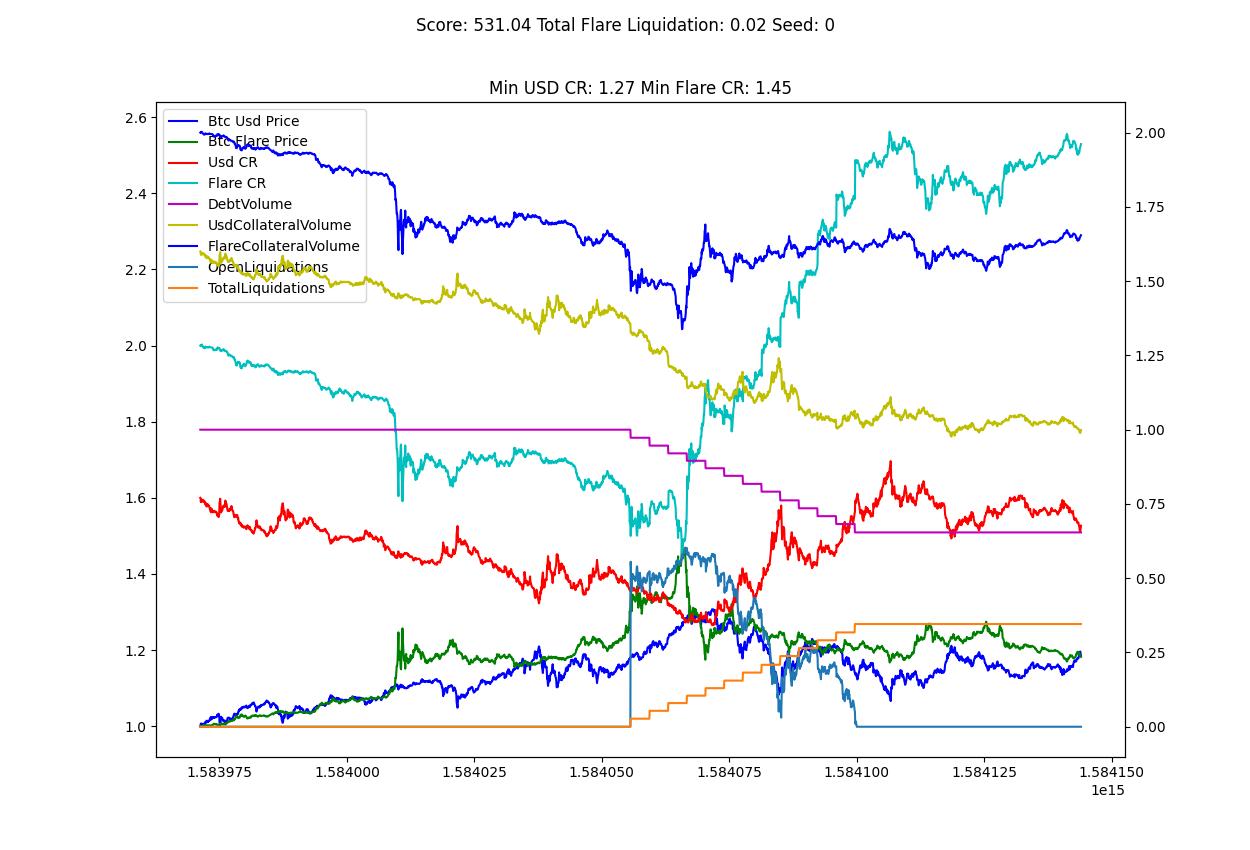 Score: 531.04 Total Flare Liquidation: 0.02 Seed: 0
Min USD CR: 1.27 Min Flare CR: 1.45
Btc Usd Price
Btc Flare Price
Usd CR
Flare CR
DebtVolume
UsdCollateralVolume
FlareCollateralVolume
OpenLiquidations
TotalLiquidations
2.6
2.4
2.2
2.0
1.8
1.6
1.4
1.2
1.0
2.00
1.75
1.50
1.25
1.00
0.75
0.50
0.25
0.00
1.583975 1.584000 1.584025 1.584050 1.584075 1.584100 1.584125 1.584150
1e15